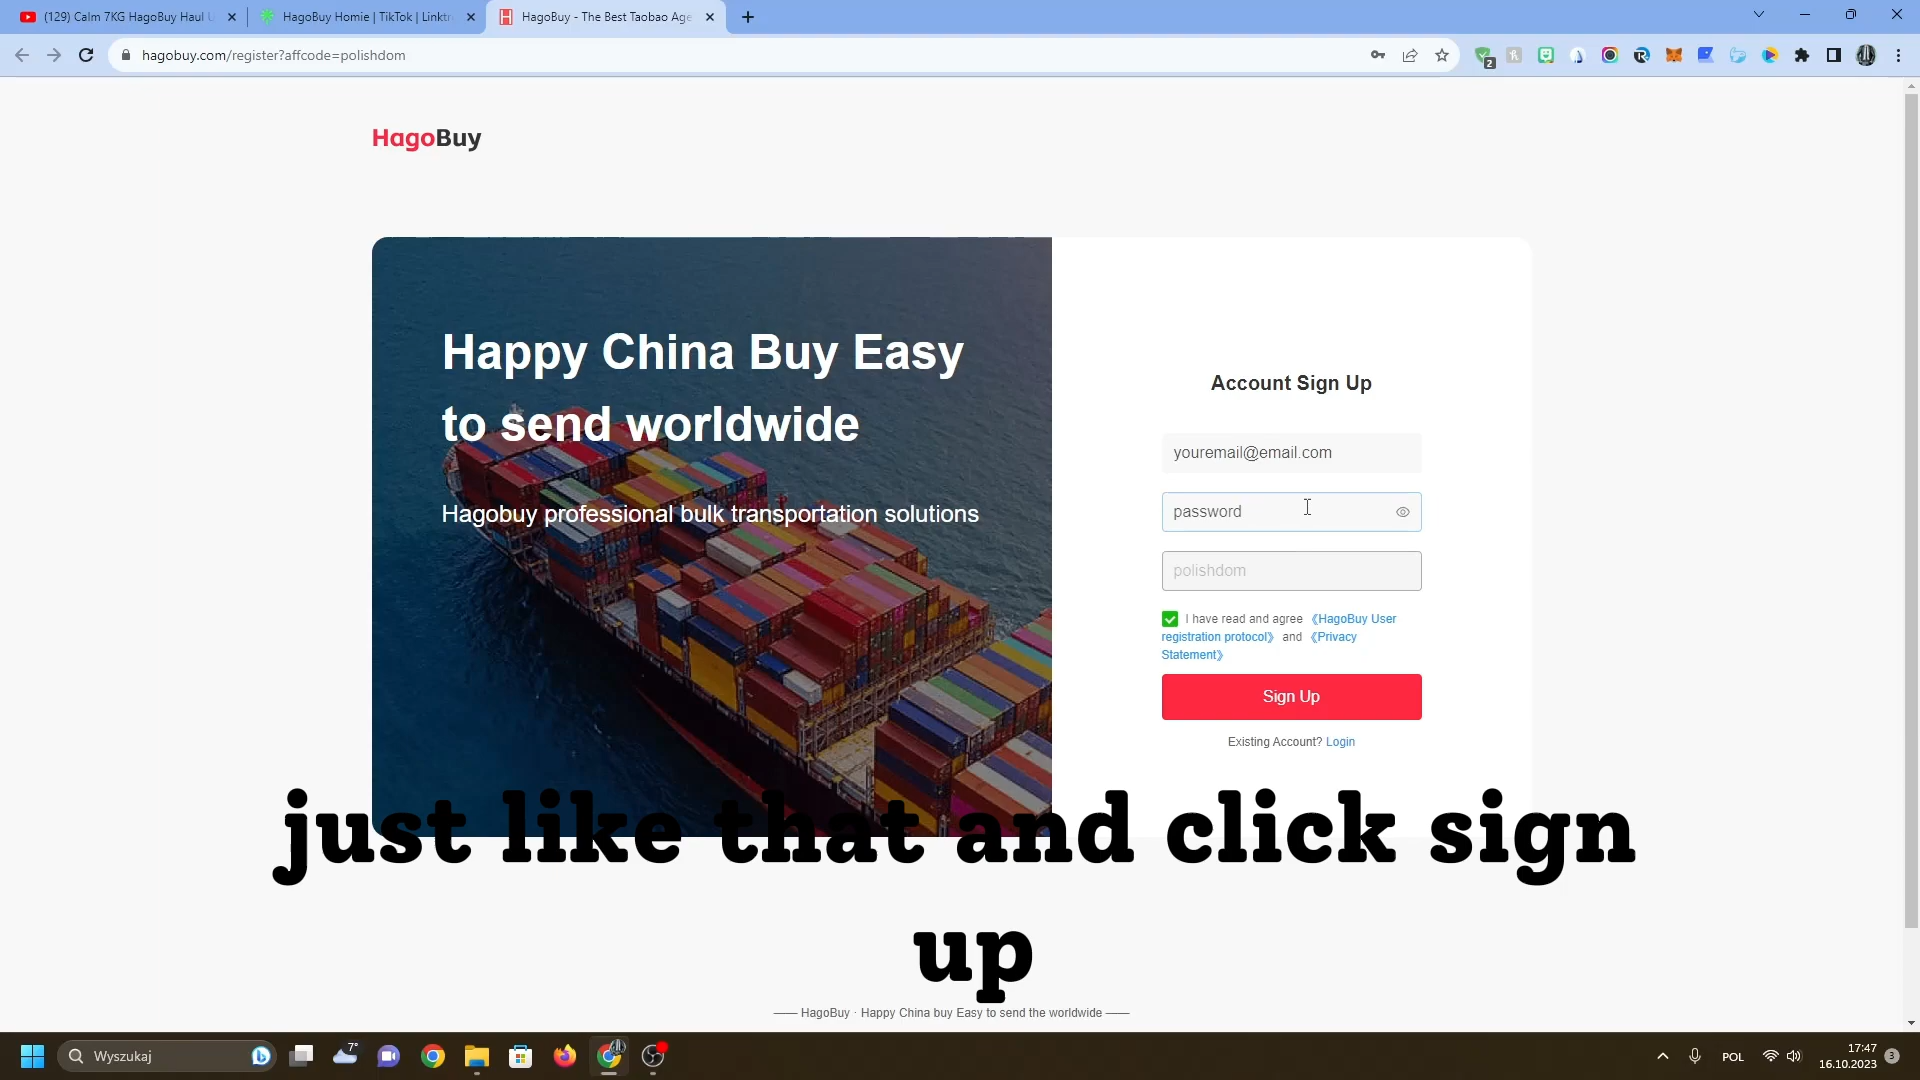 (129) Calm 7KG HagoBuy Haul
HagoBuy Homie | TikTok | Linktr
HagoBuy - The Best Taobao Age
hagobuy.com/register?affcode=polishdom
2
HagoBuy
Happy China Buy Easy
to send worldwide
Hagobuy professional bulk transportation solutions
Account Sign Up
youremail@email.com
password
polishdom
I have read and agree 《HagoBuy User
registration protocol》 and 《Privacy
Statement》
Sign Up
Existing Account? Login
just like that and click sign
up
—— HagoBuy · Happy China buy Easy to send the worldwide ——
Wyszukaj
7°
POL
17:47
16.10.2023
3